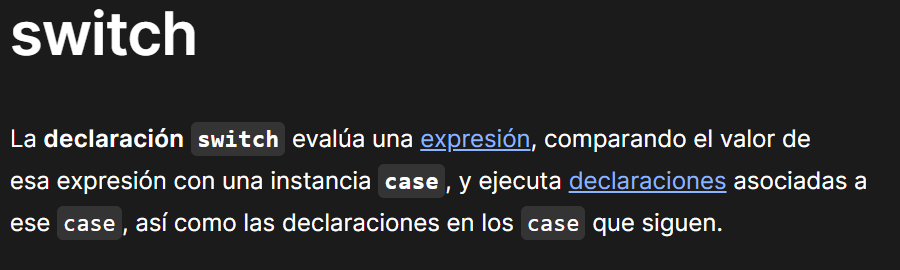 switch
La declaración switch evalúa una expresión, comparando el valor de
esa expresión con una instancia case, y ejecuta declaraciones asociadas a
ese case, así como las declaraciones en los case que siguen.